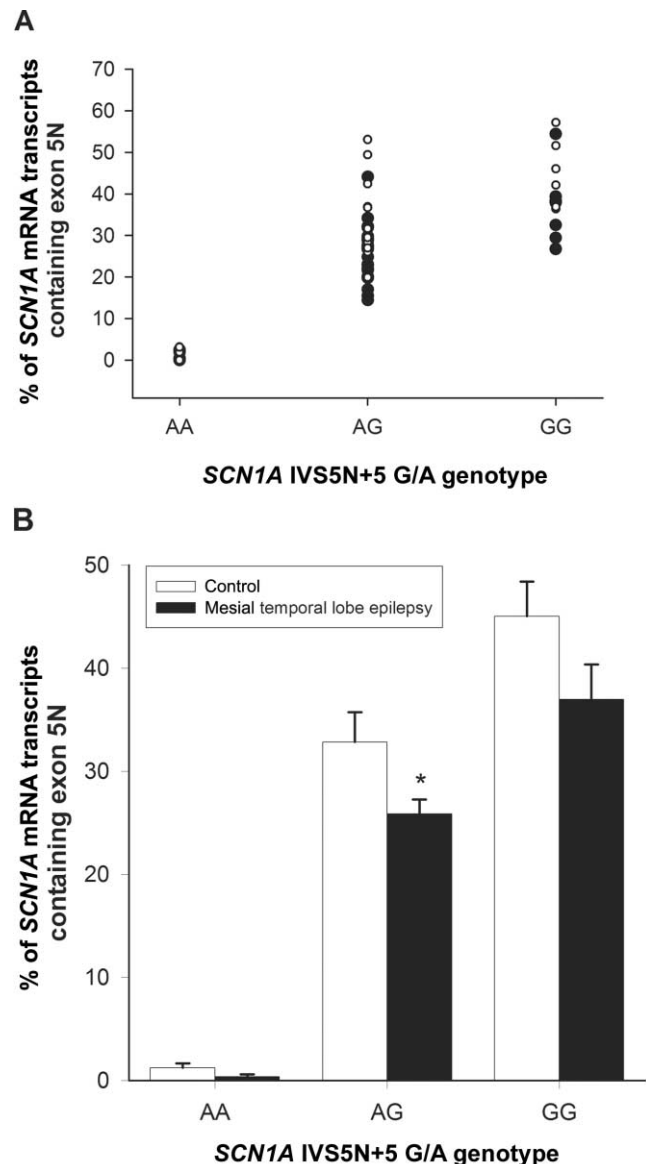 A
% of SCN1A mRNA transcripts
containing exon 5N
70
60
50
40
30
20
10
0
AA AG GG
SCN1A IVS5N+5 G/A genotype
B
% of SCN1A mRNA transcripts
containing exon 5N
50
40
30
20
10
0
Control
Mesial temporal lobe epilepsy
*
AA AG GG
SCN1A IVS5N+5 G/A genotype